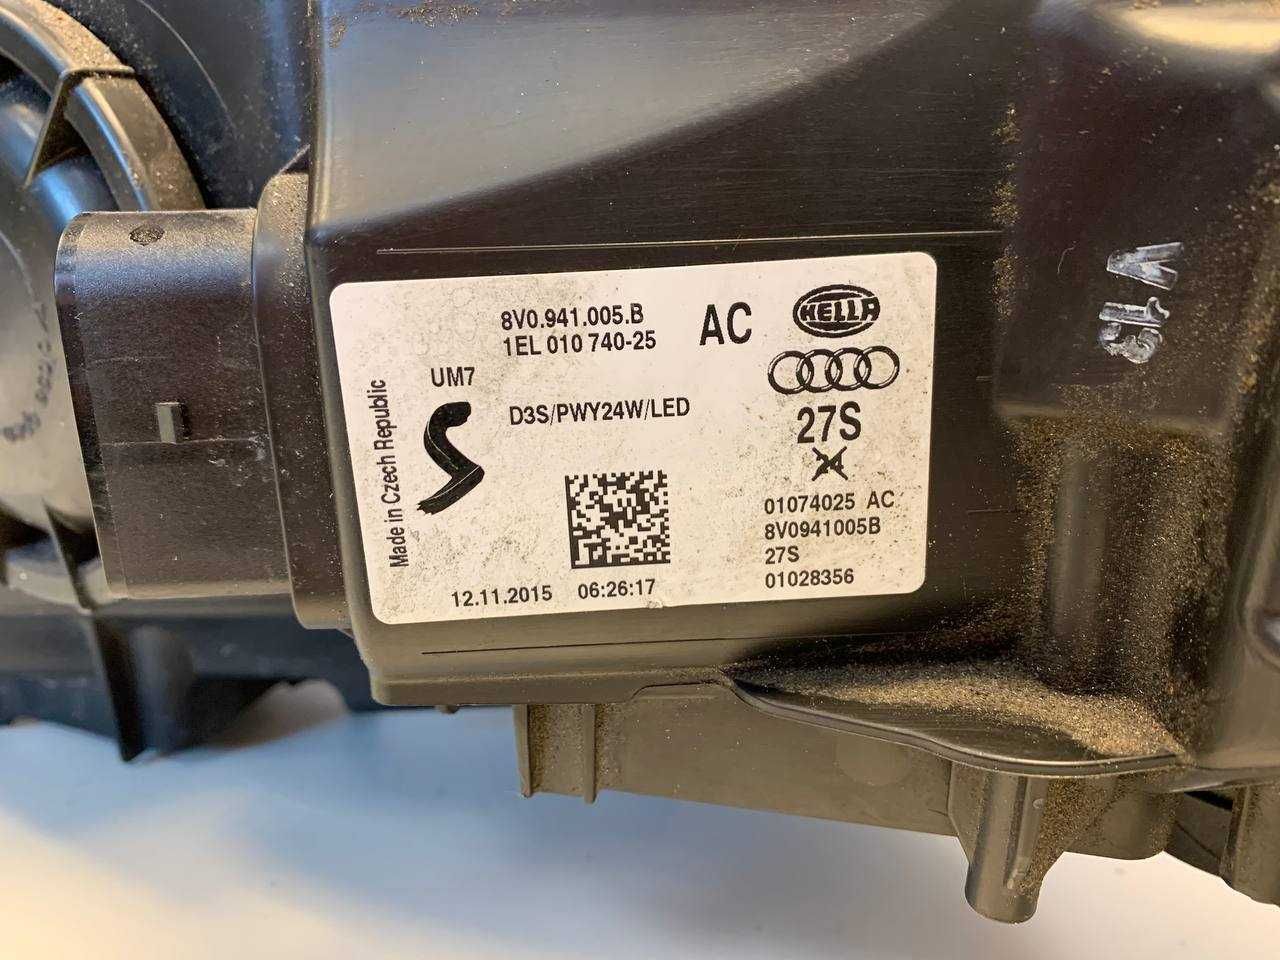 8V0.941.005.B
1EL 010 740-25
AC
HELLA
UM7
D3S/PWY24W/LED
S
27S
Made in Czech Republic
01074025 AC
8V0941005B
27S
01028356
12.11.2015 06:26:17